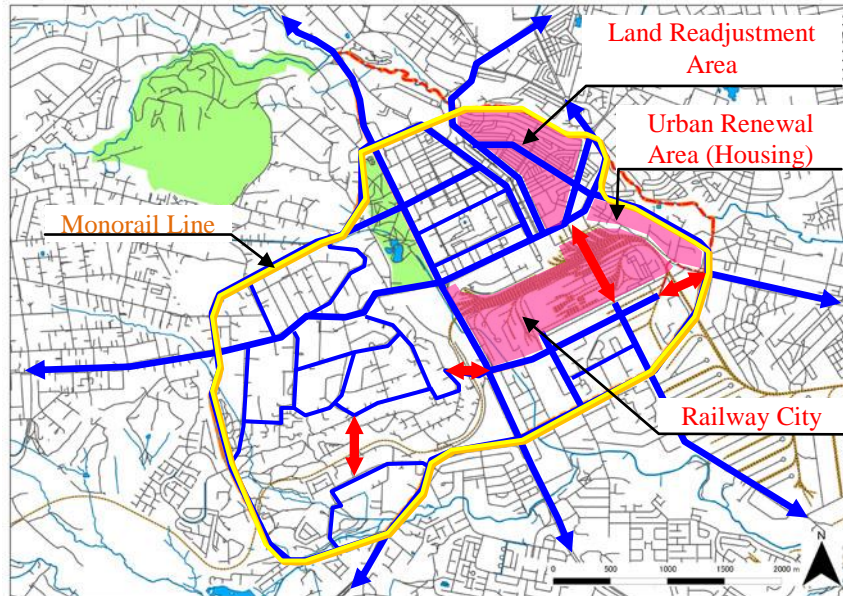 Land Readjustment
Area
Urban Renewal
Area (Housing)
Monorail Line
Railway City
N
0 500 1000 1500 2000 m